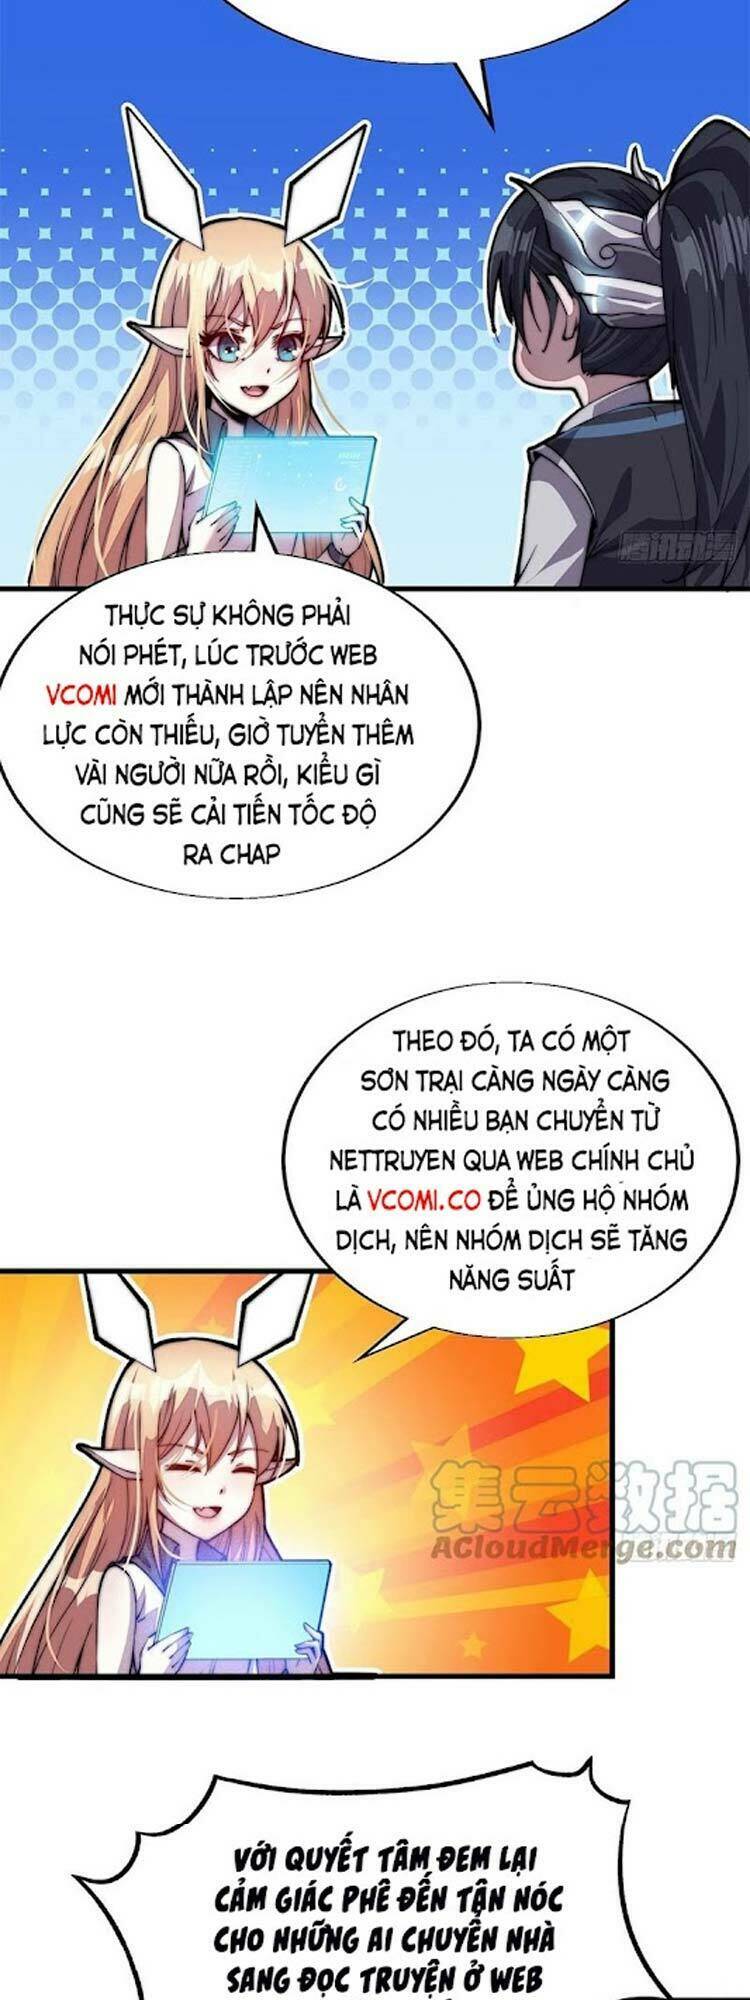 腾讯动漫
THỰC SỰ KHÔNG PHẢI
NÓI PHÉT, LÚC TRƯỚC WEB
VCOMI MỚI THÀNH LẬP NÊN NHÂN
LỰC CÒN THIẾU, GIỜ TUYỂN THÊM
VÀI NGƯỜI NỮA RỒI, KIỂU GÌ
CŨNG SẼ CẢI TIẾN TỐC ĐỘ
RA CHAP
THEO ĐÓ, TA CÓ MỘT
SƠN TRẠI CÀNG NGÀY CÀNG
CÓ NHIỀU BẠN CHUYỂN TỪ
NETTRUYEN QUA WEB CHÍNH CHỦ
LÀ VCOMI.CO ĐỂ ỦNG HỘ NHÓM
DỊCH, NÊN NHÓM DỊCH SẼ TĂNG
NĂNG SUẤT
集云数据
ACloudMerge.com
VỚI QUYẾT TÂM ĐEM LẠI
CẢM GIÁC PHÊ ĐẾN TẬN NÓC
CHO NHỮNG AI CHUYỂN NHÀ
SANG ĐỌC TRUYỆN Ở WEB